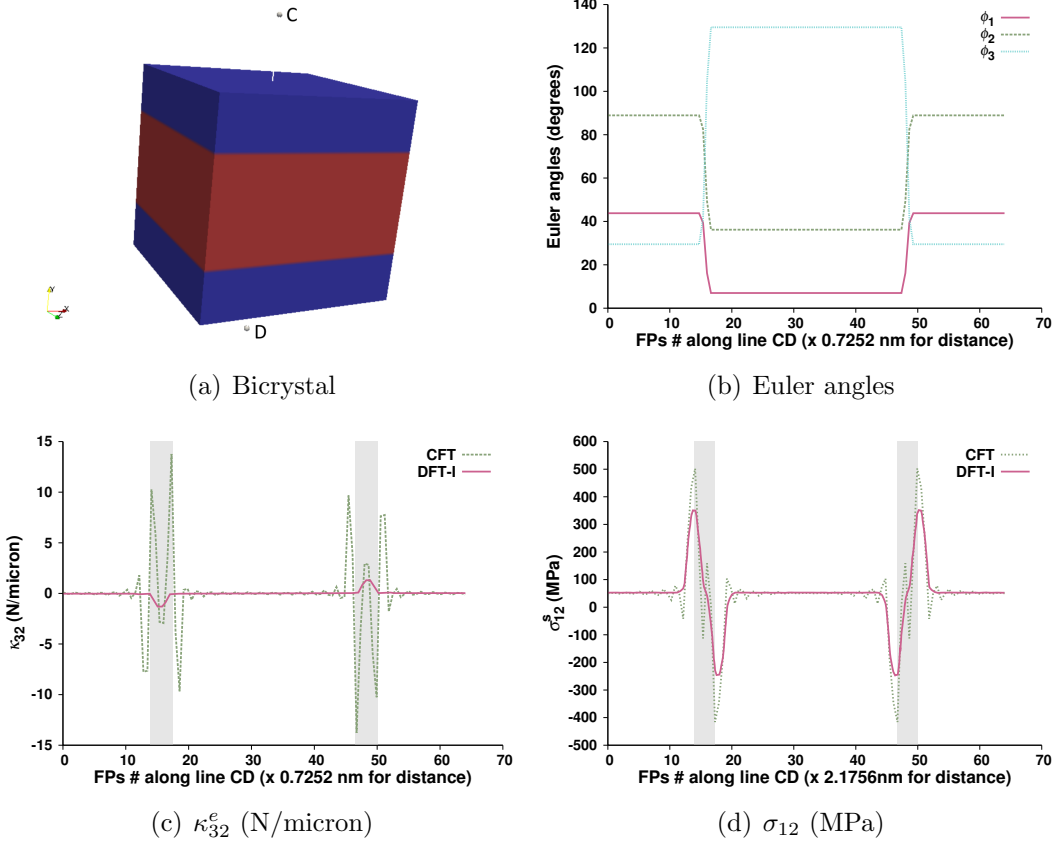 C
D
Y
X
(a) Bicrystal
ϕ1
ϕ2
ϕ3
Euler angles (degrees)
140
120
100
80
60
40
20
0
0 10 20 30 40 50 60 70
FPs # along line CD (x 0.7252 nm for distance)
(b) Euler angles
CFT
DFT-I
κ32 (N/micron)
15
10
5
0
-5
-10
-15
0 10 20 30 40 50 60 70
FPs # along line CD (x 0.7252 nm for distance)
(c) κ^e_32 (N/micron)
CFT
DFT-I
σ^s_12 (MPa)
600
500
400
300
200
100
0
-100
-200
-300
-400
-500
0 10 20 30 40 50 60 70
FPs # along line CD (x 2.1756nm for distance)
(d) σ12 (MPa)